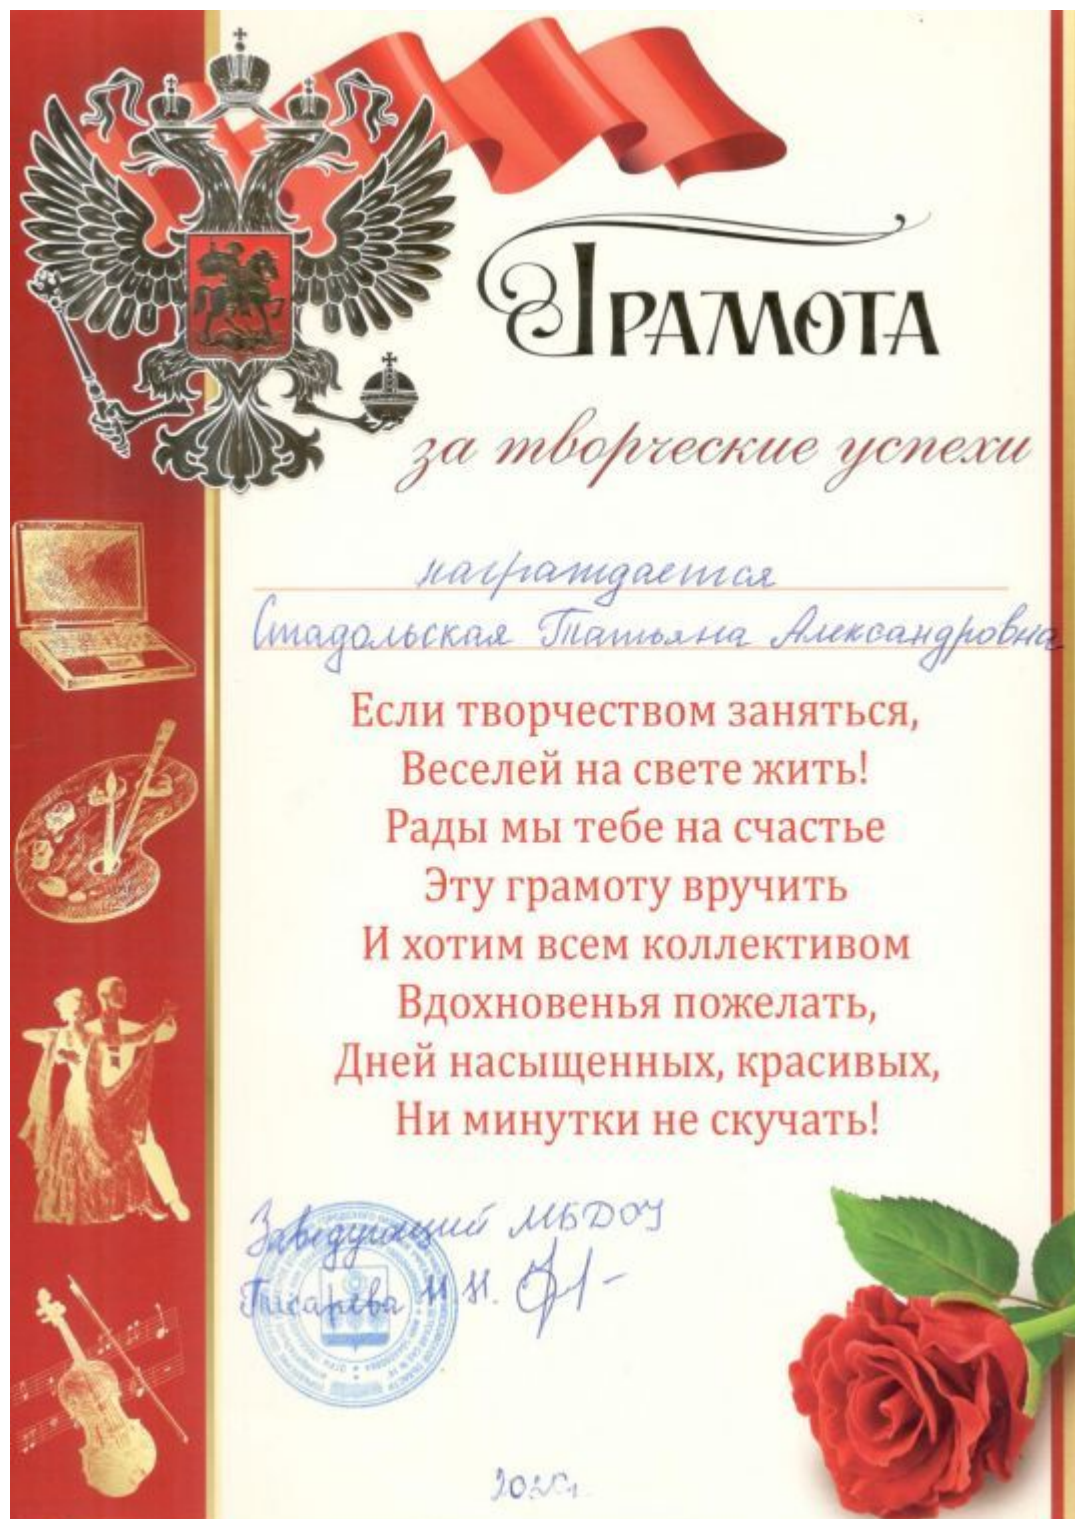 Грамота
за творческие успехи
награждается
Стадольская Татьяна Александровна
Если творчеством заняться,
Веселей на свете жить!
Рады мы тебе на счастье
Эту грамоту вручить
И хотим всем коллективом
Вдохновенья пожелать,
Дней насыщенных, красивых,
Ни минутки не скучать!
Заведующий МБДОУ
Писарева Н.Н.